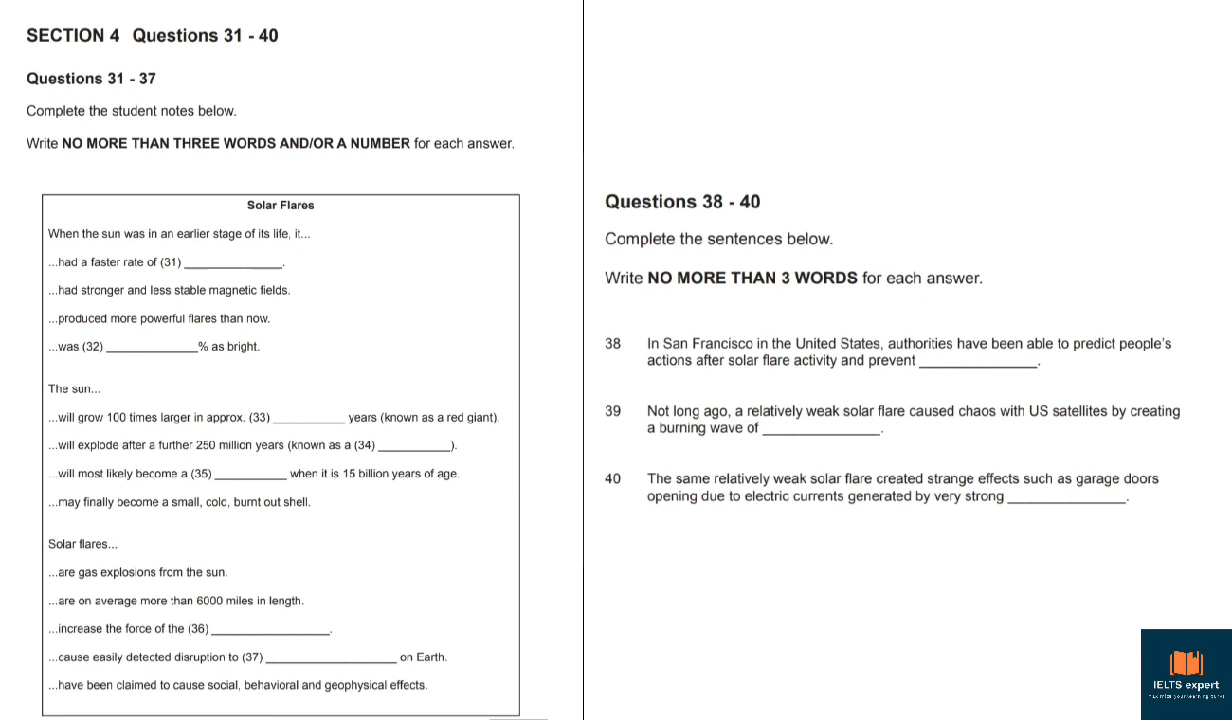 SECTION 4 Questions 31 - 40
Questions 31 - 37
Complete the student notes below.
Write NO MORE THAN THREE WORDS AND/OR A NUMBER for each answer.
Solar Flares
When the sun was in an earlier stage of its life, it...
...had a faster rate of (31) ______________.
...had stronger and less stable magnetic fields.
...produced more powerful flares than now.
...was (32) _____________% as bright.
The sun...
...will grow 100 times larger in approx. (33) __________ years (known as a red giant).
...will explode after a further 250 million years (known as a (34) __________).
...will most likely become a (35) __________ when it is 15 billion years of age.
...may finally become a small, cold, burnt out shell.
Solar flares...
...are gas explosions from the sun.
...are on average more than 6000 miles in length.
...increase the force of the (36) _________________.
...cause easily detected disruption to (37) ___________________ on Earth.
...have been claimed to cause social, behavioral and geophysical effects.
Questions 38 - 40
Complete the sentences below.
Write NO MORE THAN 3 WORDS for each answer.
38 In San Francisco in the United States, authorities have been able to predict people's
actions after solar flare activity and prevent ________________.
39 Not long ago, a relatively weak solar flare caused chaos with US satellites by creating
a burning wave of ________________.
40 The same relatively weak solar flare created strange effects such as garage doors
opening due to electric currents generated by very strong ________________.
IELTS expert